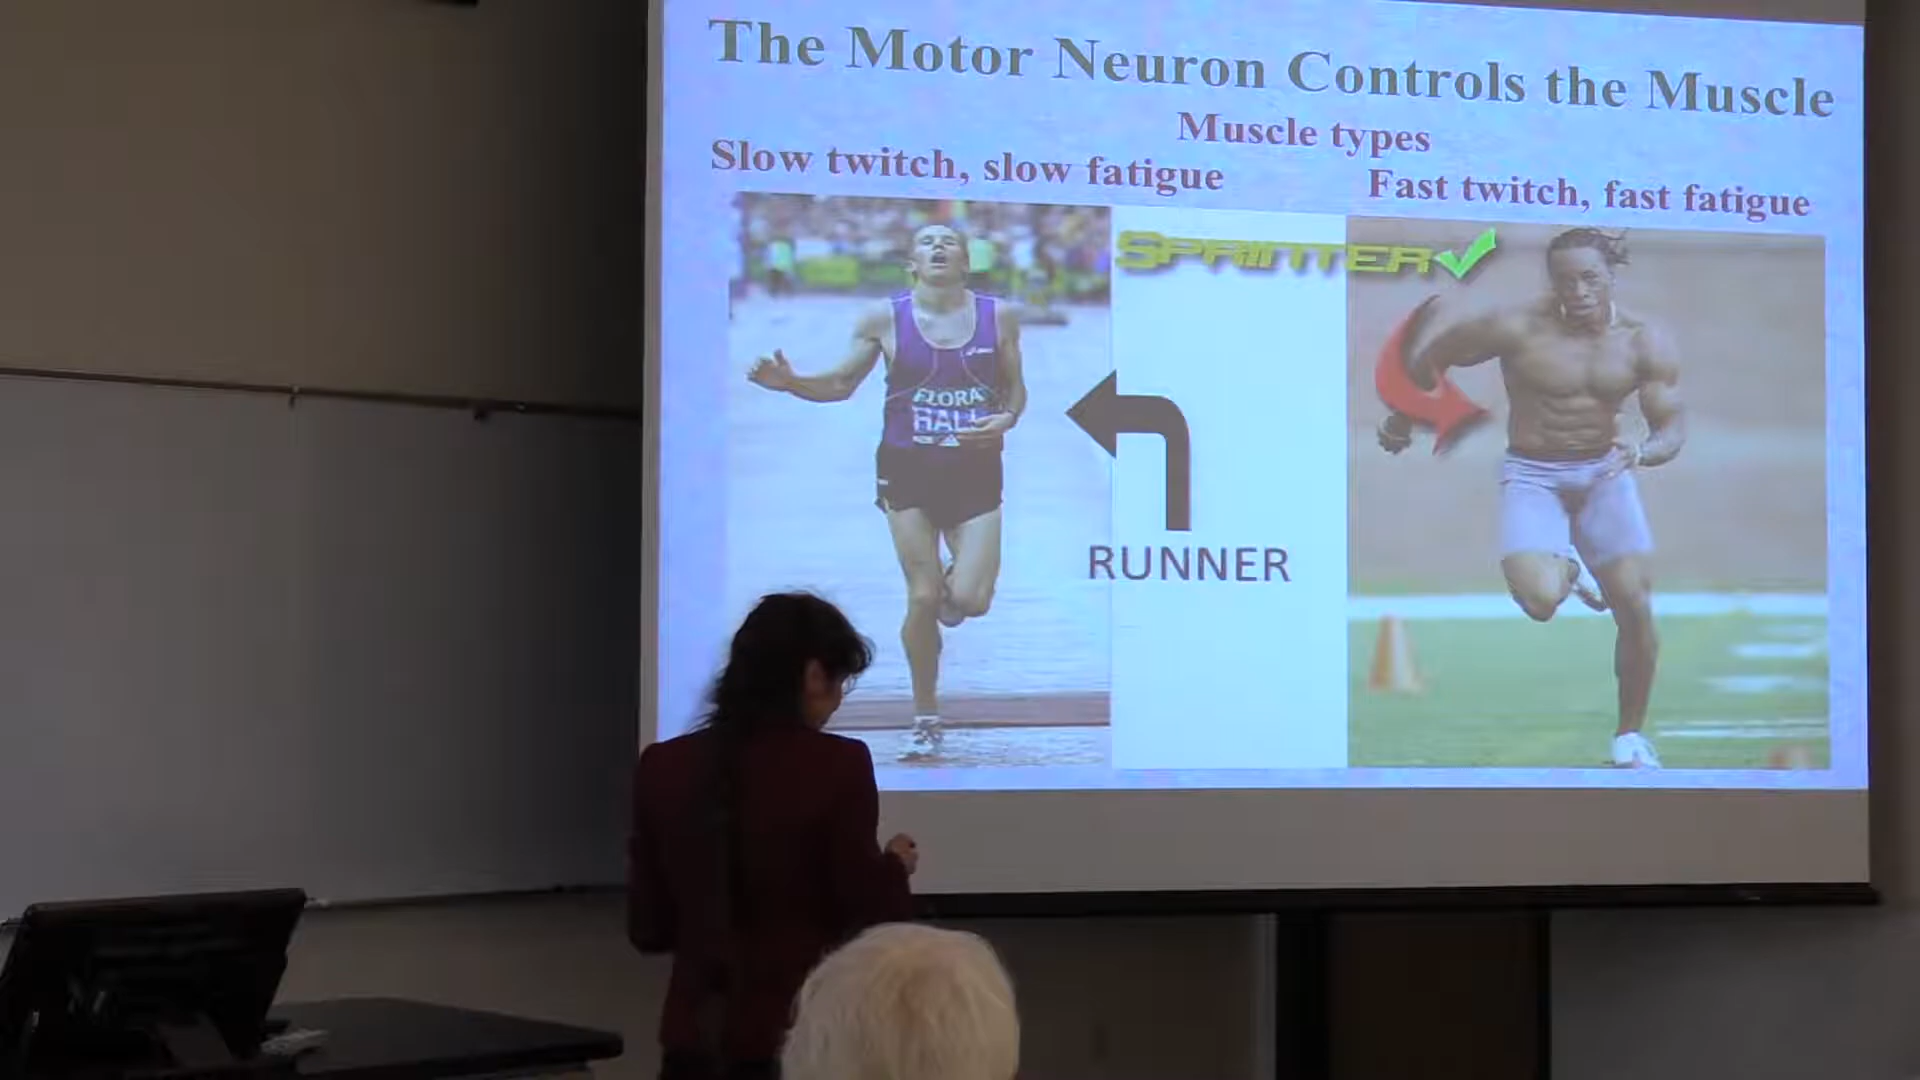 The Motor Neuron Controls the Muscle
Muscle types
Slow twitch, slow fatigue
Fast twitch, fast fatigue
SPRINTER
FLORA
HALL
RUNNER